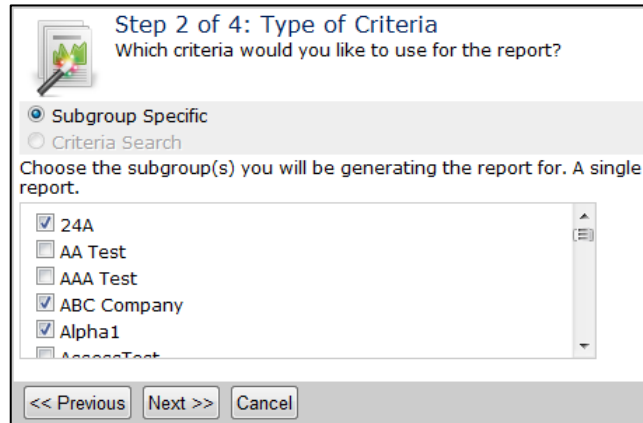 Step 2 of 4: Type of Criteria
Which criteria would you like to use for the report?
Subgroup Specific
Criteria Search
Choose the subgroup(s) you will be generating the report for. A single
report.
24A
AA Test
AAA Test
ABC Company
Alpha1
AccessTest
<< Previous
Next >>
Cancel